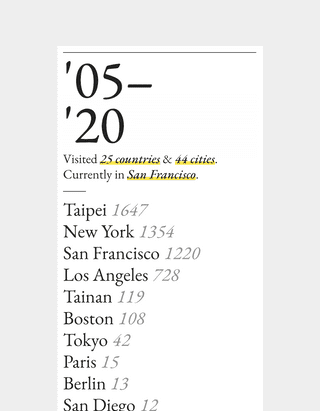 '05–
'20
Visited 25 countries & 44 cities.
Currently in San Francisco.
Taipei 1647
New York 1354
San Francisco 1220
Los Angeles 728
Tainan 119
Boston 108
Tokyo 42
Paris 15
Berlin 13
San Diego 12